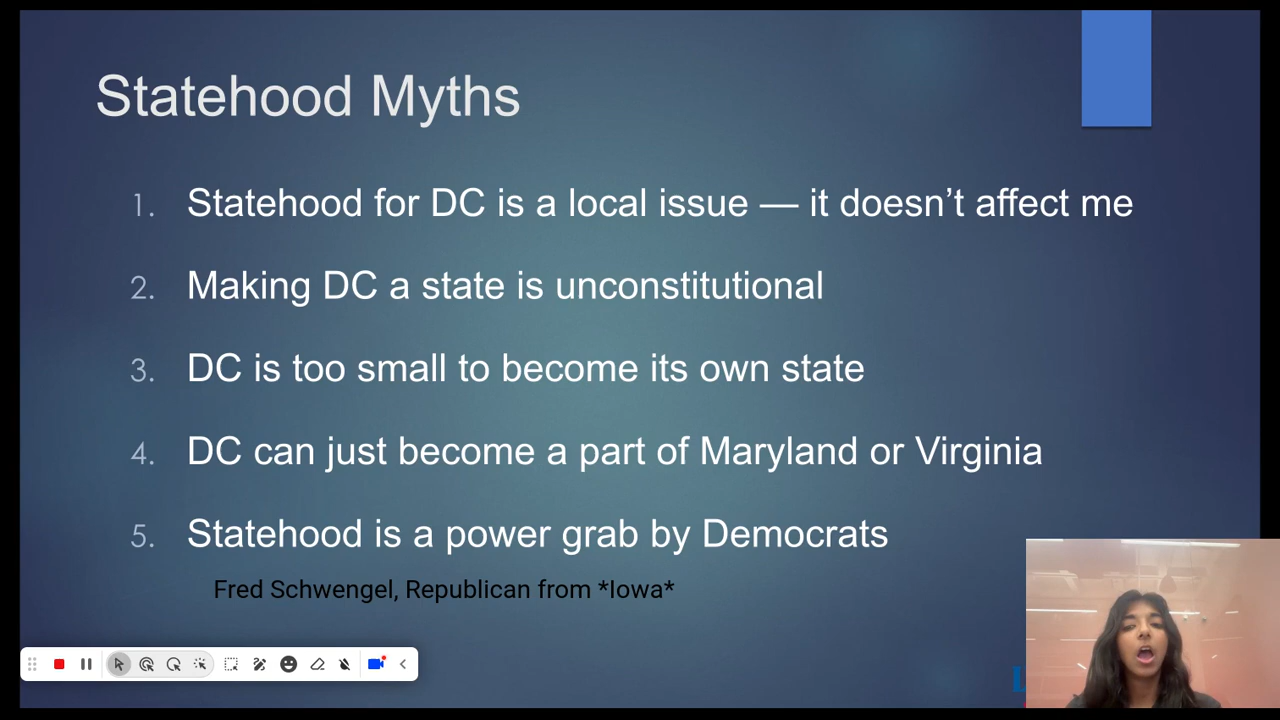 Statehood Myths
1. Statehood for DC is a local issue — it doesn’t affect me
2. Making DC a state is unconstitutional
3. DC is too small to become its own state
4. DC can just become a part of Maryland or Virginia
5. Statehood is a power grab by Democrats
Fred Schwengel, Republican from *Iowa*